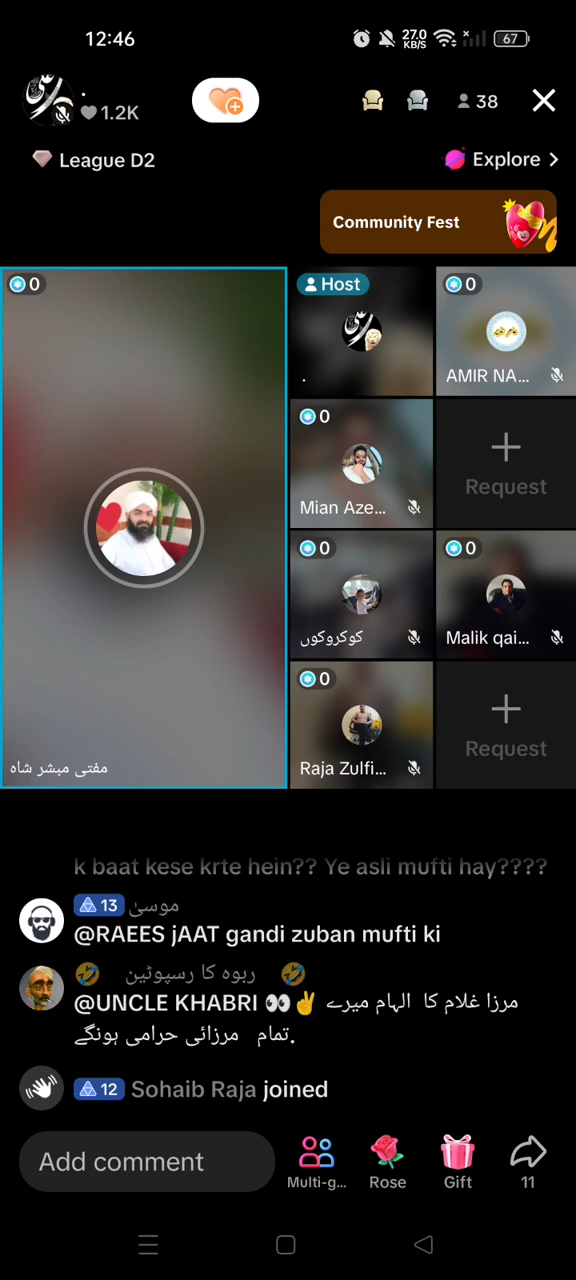 12:46
27.0 KB/S
67
.
1.2K
38
League D2
Explore
Community Fest
0
Host
0
.
AMIR NA...
0
Mian Aze...
Request
0
0
کوکروکوں
Malik qai...
0
Request
Raja Zulfi...
مفتی مبشر شاہ
k baat kese krte hein?? Ye asli mufti hay????
13 موسیٰ
@RAEES jAAT gandi zuban mufti ki
🤣 ربوہ کا رسپوٹین 🤣
@UNCLE KHABRI 👀✌ مرزا غلام کا الہام میرے
تمام مرزائی حرامی ہونگے.
12 Sohaib Raja joined
Add comment
Multi-g...
Rose
Gift
11